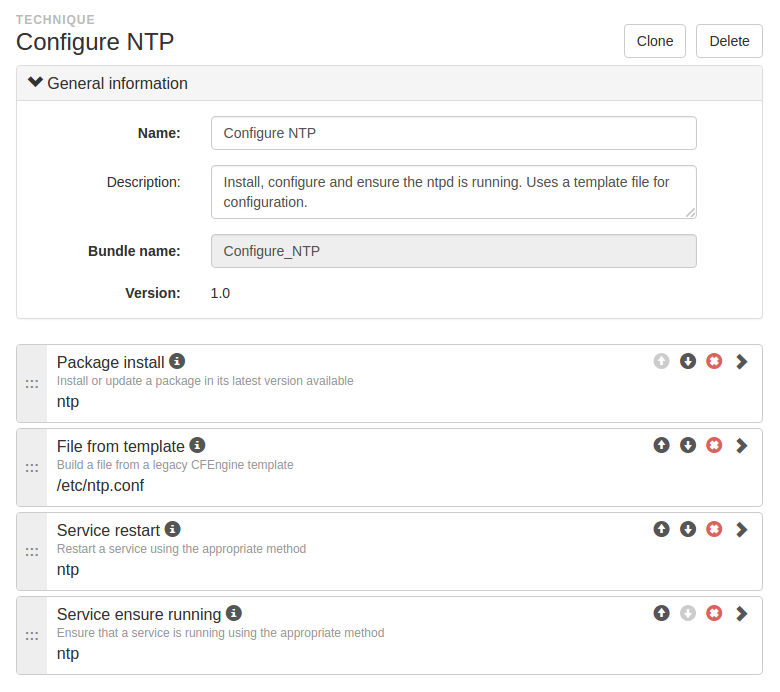 TECHNIQUE
Configure NTP
Clone
Delete
General information
Name:
Configure NTP
Description:
Install, configure and ensure the ntpd is running. Uses a template file for
configuration.
Bundle name:
Configure_NTP
Version:
1.0
Package install
Install or update a package in its latest version available
ntp
File from template
Build a file from a legacy CFEngine template
/etc/ntp.conf
Service restart
Restart a service using the appropriate method
ntp
Service ensure running
Ensure that a service is running using the appropriate method
ntp